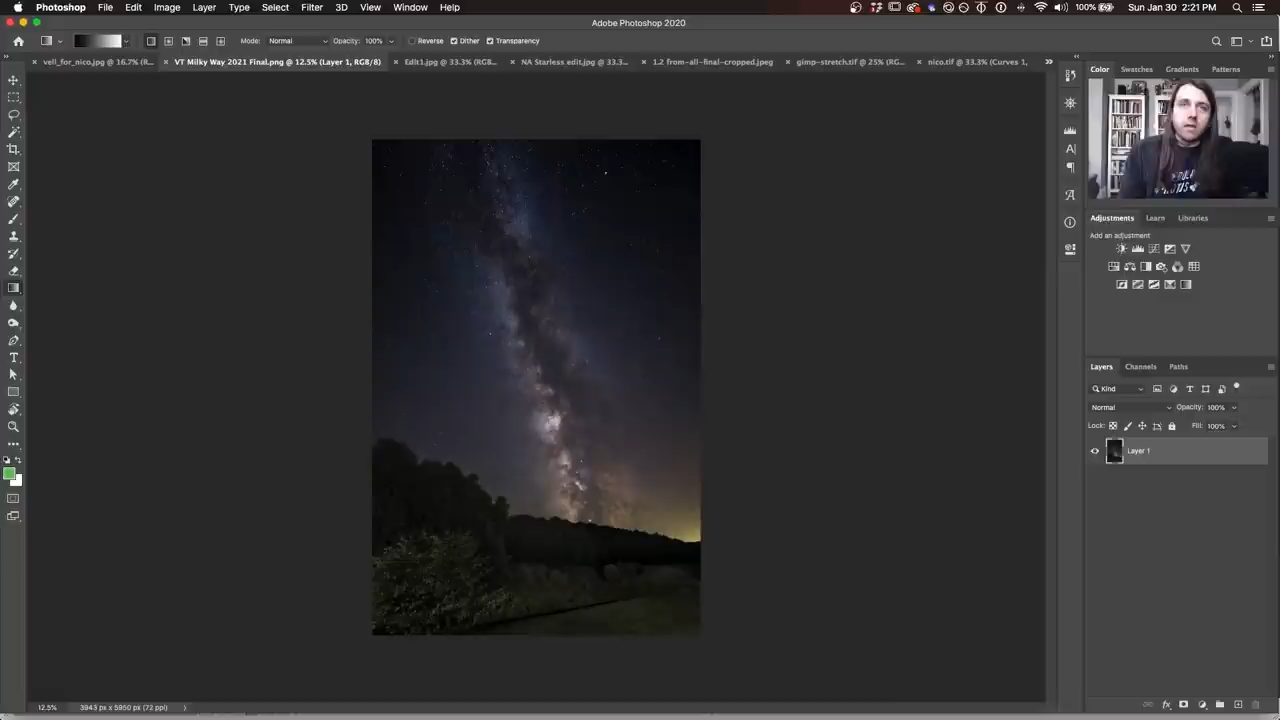 Photoshop File Edit Image Layer Type Select Filter 3D View Window Help 100% Sun Jan 30 2:21 PM
Adobe Photoshop 2020
Mode: Normal Opacity: 100% Reverse Dither Transparency
vell_for_nico.jpg @ 16.7% (R... VT Milky Way 2021 Final.png @ 12.5% (Layer 1, RGB/8) Edit1.jpg @ 33.3% (RGB... NA Starless edit.jpg @ 33.3... 1.2 from-all-final-cropped.jpeg gimp-stretch.tif @ 25% (RG... nico.tif @ 33.3% (Curves 1,
Color Swatches Gradients Patterns
Adjustments Learn Libraries
Add an adjustment
Layers Channels Paths
Kind
Normal Opacity: 100%
Lock: Fill: 100%
Layer 1
12.5% 3943 px x 5950 px (72 ppi)